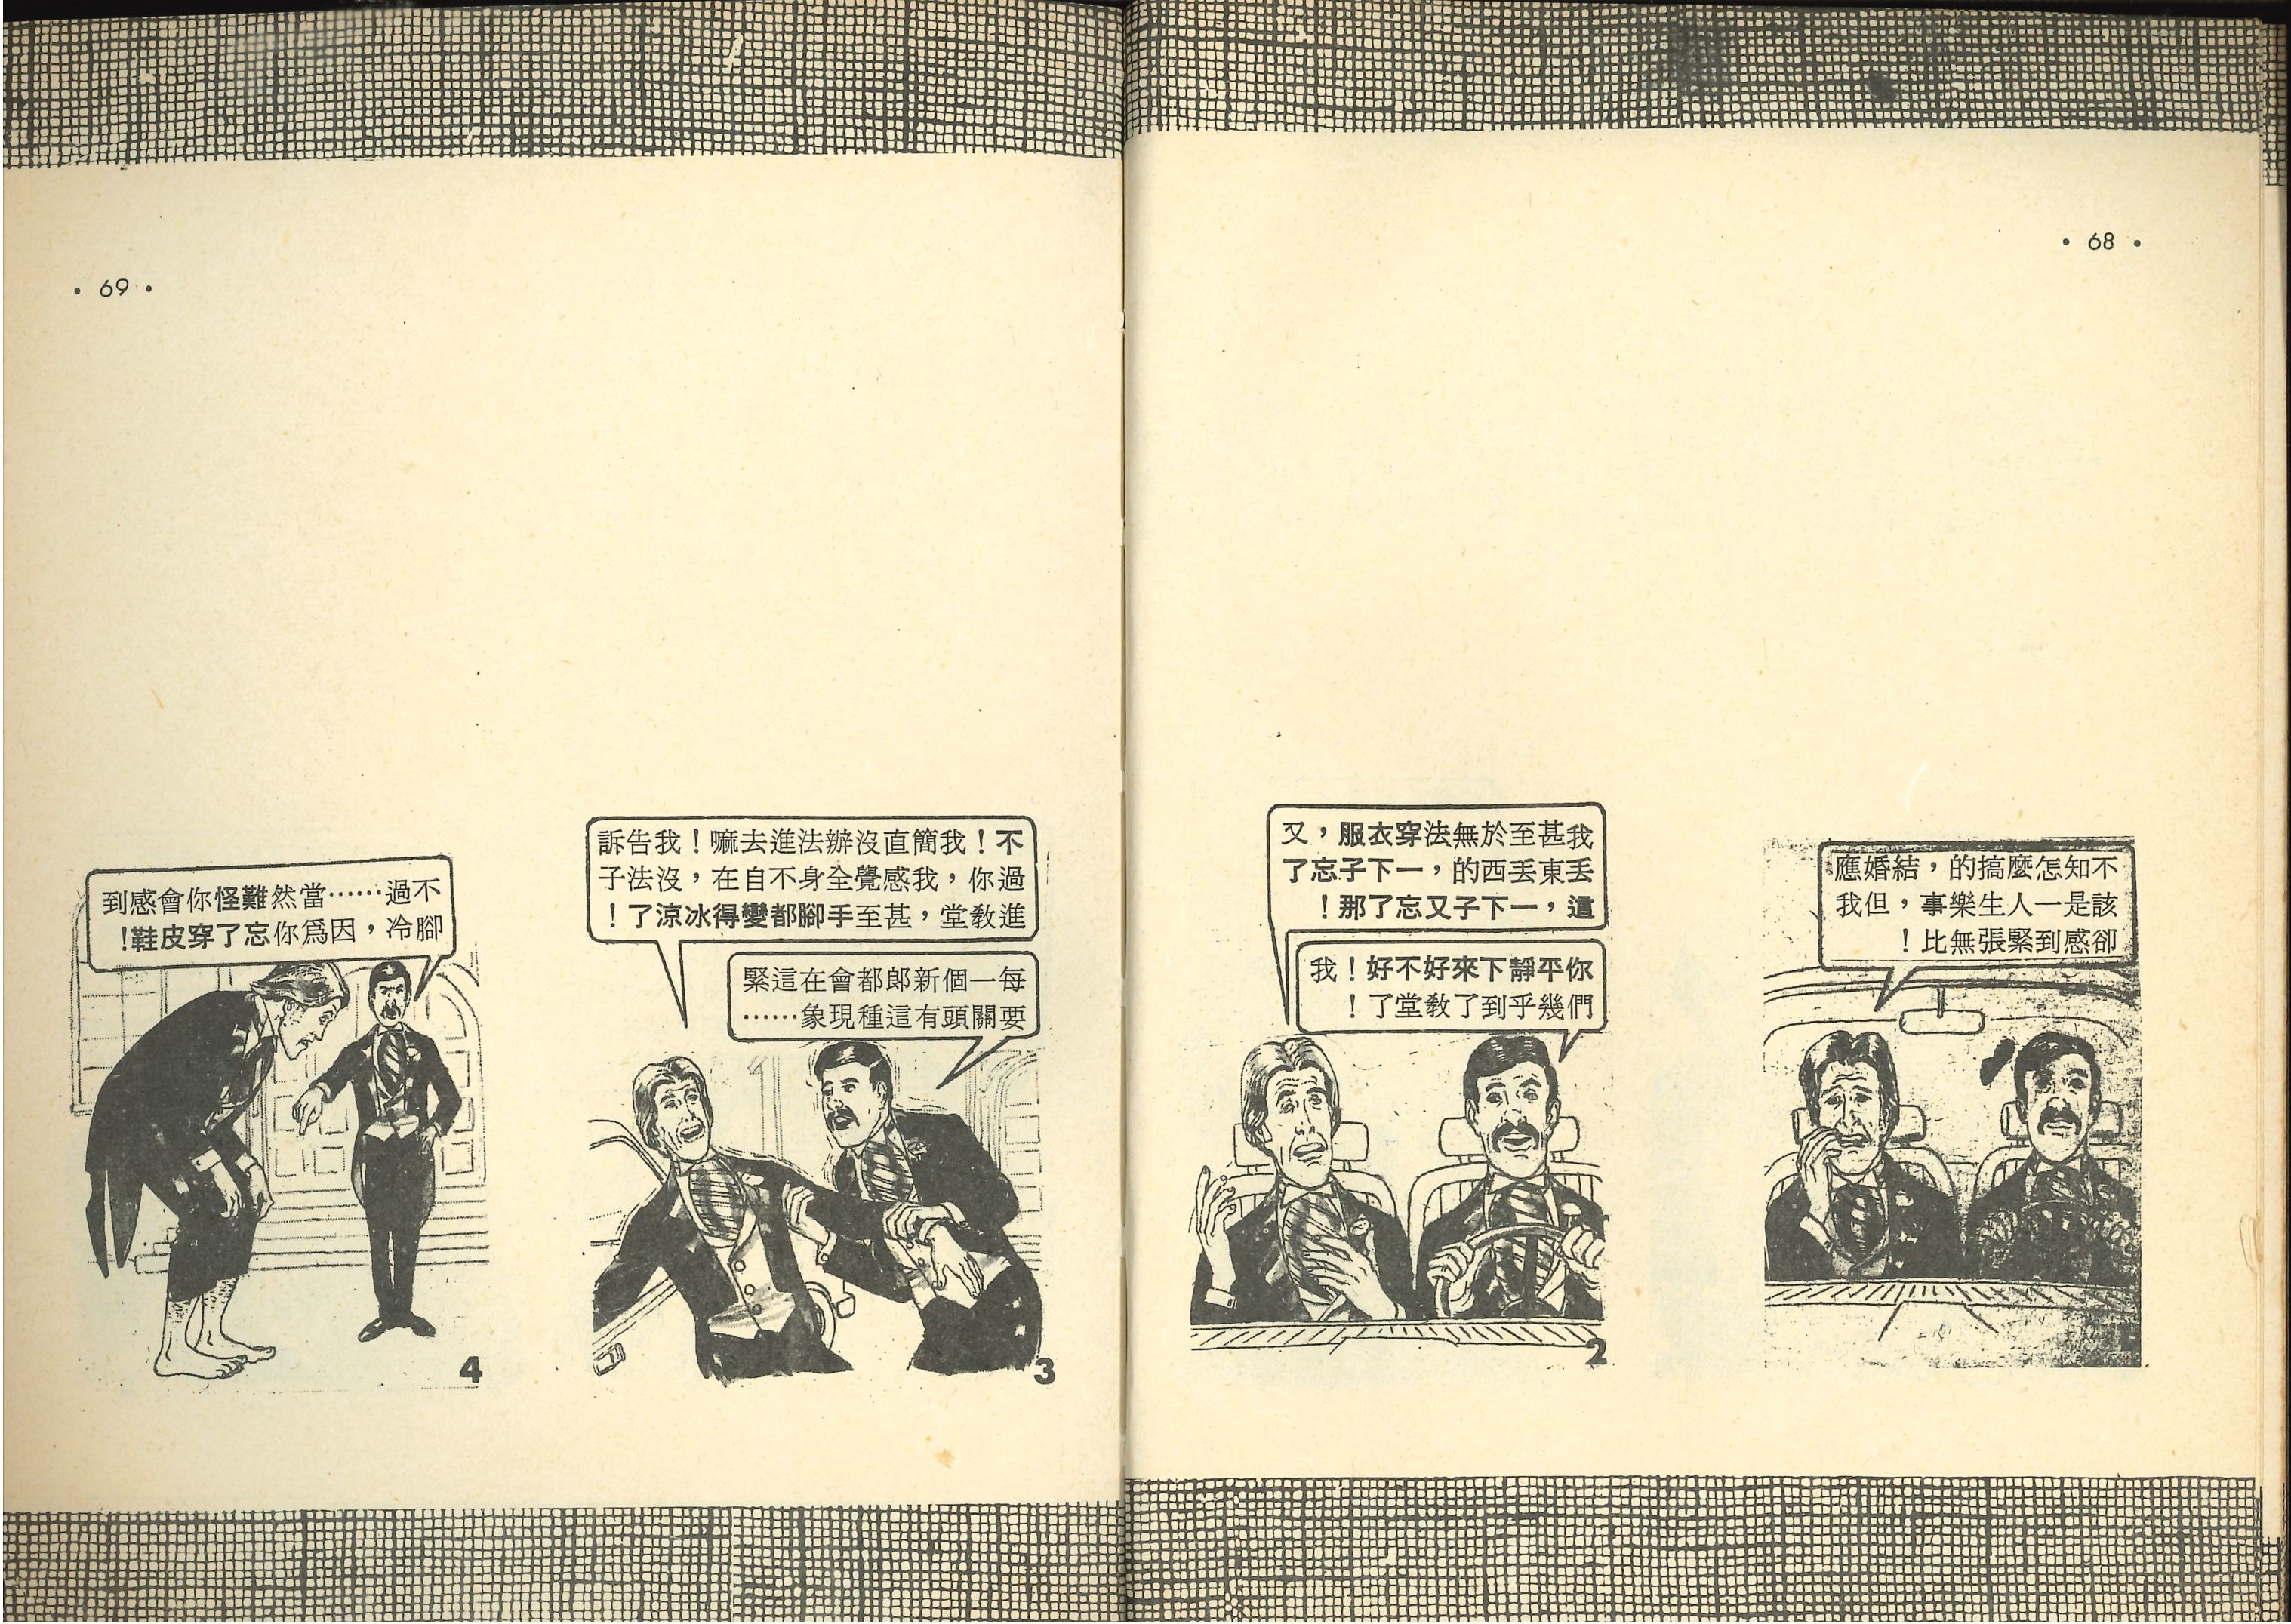 • 68 •
不知怎麼搞的，結婚應
該是一人生樂事，但我
卻感到緊張無比！
我甚至於無法穿衣服，又
丟東丟西的，一下子忘了
這，一下子又忘了那！
你平靜下來好不好！我
們幾乎到了教堂了！
2
不！我簡直沒辦法進去嘛！我告訴
過你，我感覺全身不自在，沒法子
進教堂，甚至手腳都變得冰涼了！
每一個新郎都會在這緊
要關頭有這種現象……
3
• 69 •
不過……當然難怪你會感到
腳冷，因爲你忘了穿皮鞋！
4